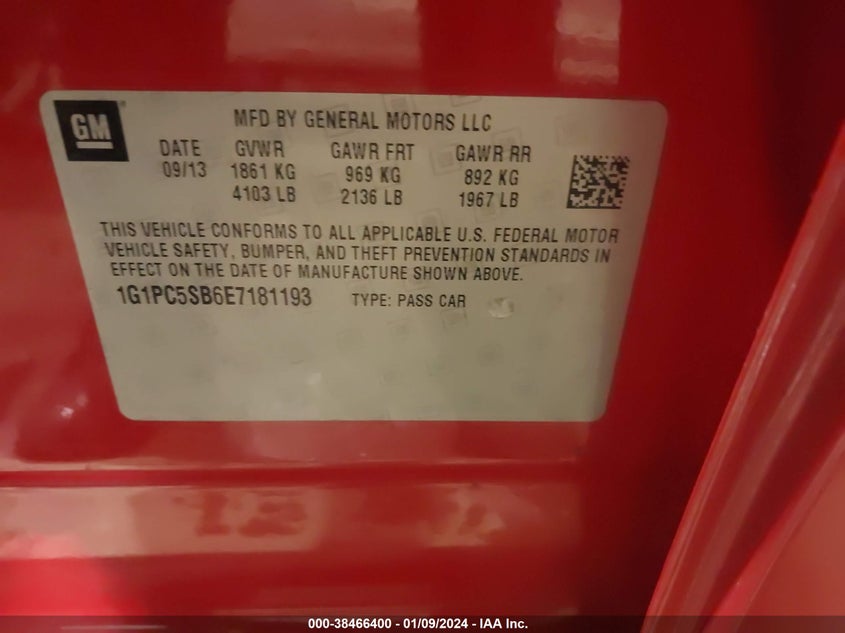 GM
MFD BY GENERAL MOTORS LLC
DATE GVWR GAWR FRT GAWR RR
09/13 1861 KG 969 KG 892 KG
4103 LB 2136 LB 1967 LB
THIS VEHICLE CONFORMS TO ALL APPLICABLE U.S. FEDERAL MOTOR
VEHICLE SAFETY, BUMPER, AND THEFT PREVENTION STANDARDS IN
EFFECT ON THE DATE OF MANUFACTURE SHOWN ABOVE.
1G1PC5SB6E7181193 TYPE: PASS CAR
000-38466400 - 01/09/2024 - IAA Inc.